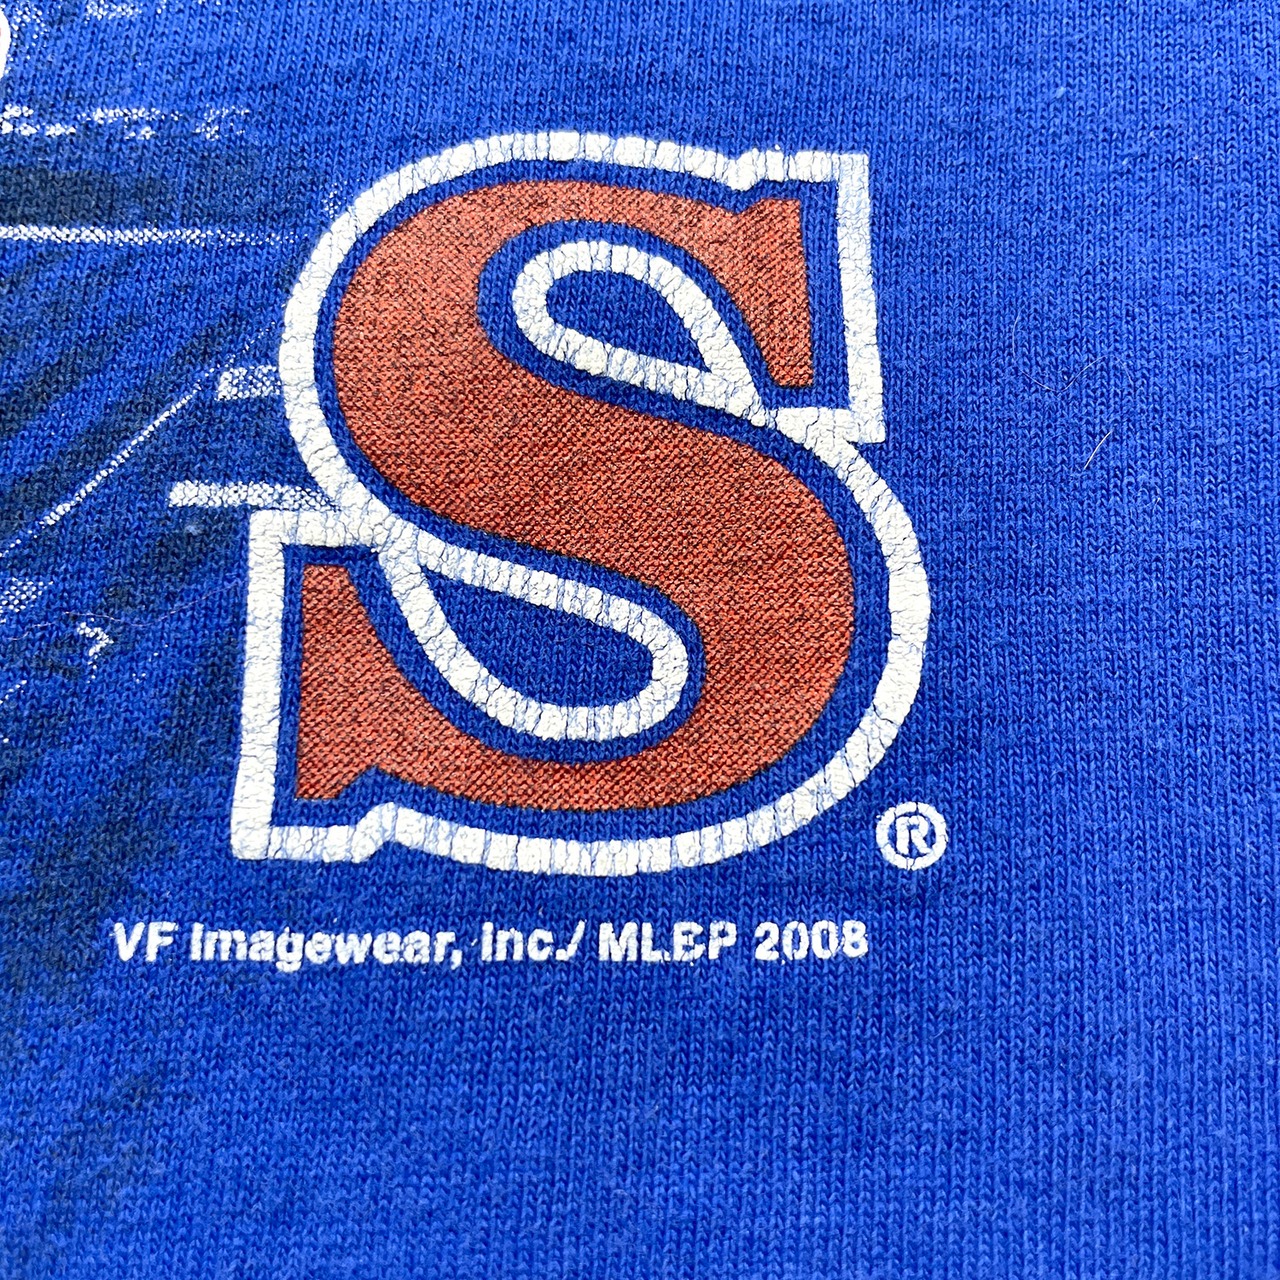 S
®
VF Imagewear, Inc./ MLBP 2008